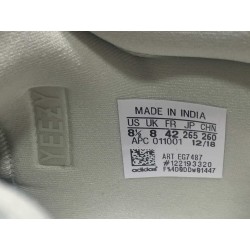 YEEZY
MADE IN INDIA
US UK FR JP CHN
8½ 8 42 265 260
APC 011001 12/18
ART EG7487
adidas #122193320